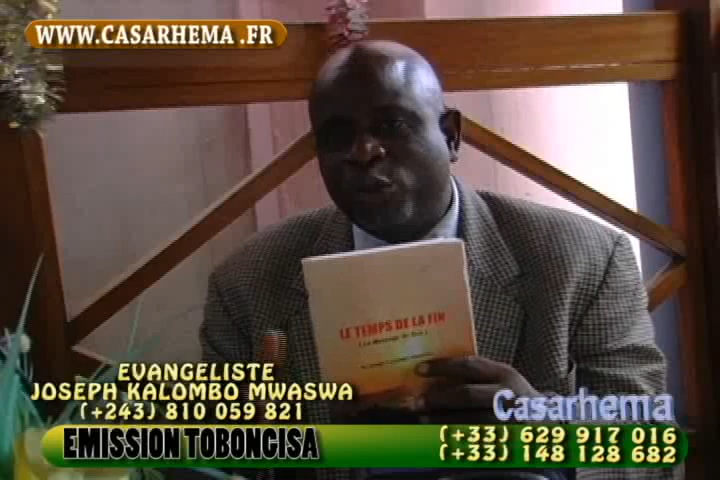 WWW.CASARHEMA .FR
LE TEMPS DE LA FIN
EVANGELISTE
JOSEPH KALOMBO MWASWA
(+243) 810 059 821
Casarhema
EMISSION TOBONGISA
(+33) 629 917 016
(+33) 148 128 682